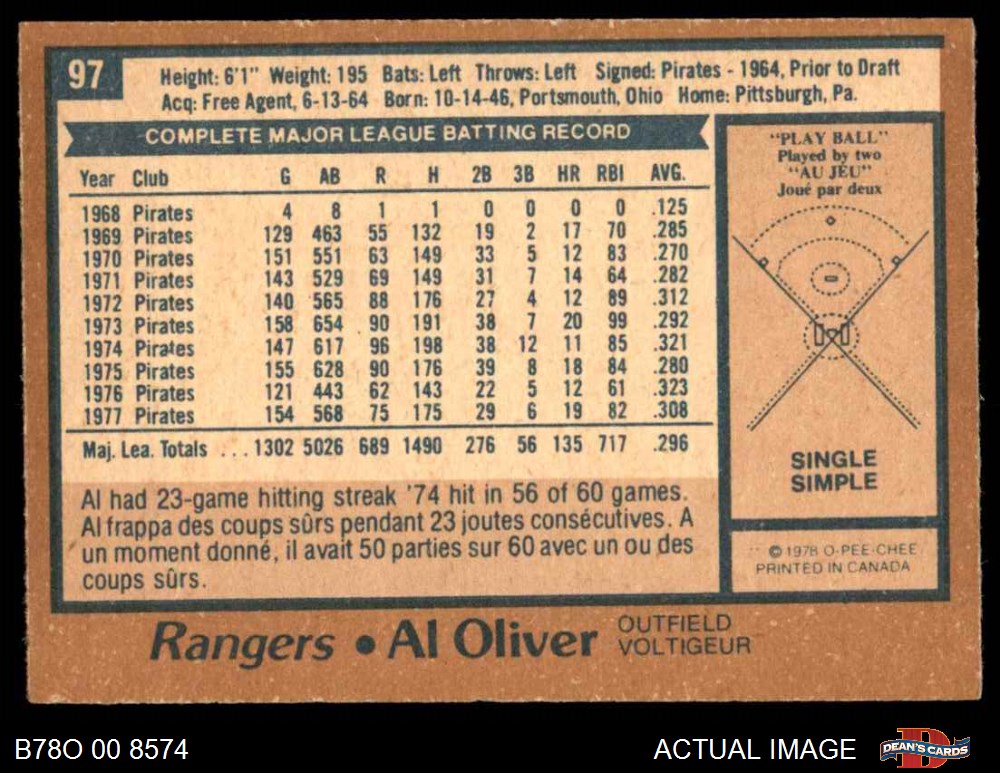 97
Height: 6'1" Weight: 195 Bats: Left Throws: Left Signed: Pirates - 1964, Prior to Draft
Acq: Free Agent, 6-13-64 Born: 10-14-46, Portsmouth, Ohio Home: Pittsburgh, Pa.
COMPLETE MAJOR LEAGUE BATTING RECORD
Year Club G AB R H 2B 3B HR RBI AVG.
1968 Pirates 4 8 1 1 0 0 0 0 .125
1969 Pirates 129 463 55 132 19 2 17 70 .285
1970 Pirates 151 551 63 149 33 5 12 83 .270
1971 Pirates 143 529 69 149 31 7 14 64 .282
1972 Pirates 140 565 88 176 27 4 12 89 .312
1973 Pirates 158 654 90 191 38 7 20 99 .292
1974 Pirates 147 617 96 198 38 12 11 85 .321
1975 Pirates 155 628 90 176 39 8 18 84 .280
1976 Pirates 121 443 62 143 22 5 12 61 .323
1977 Pirates 154 568 75 175 29 6 19 82 .308
Maj. Lea. Totals ... 1302 5026 689 1490 276 56 135 717 .296
Al had 23-game hitting streak '74 hit in 56 of 60 games.
Al frappa des coups sûrs pendant 23 joutes consécutives. A
un moment donné, il avait 50 parties sur 60 avec un ou des
coups sûrs.
"PLAY BALL"
Played by two
"AU JEU"
Joué par deux
SINGLE
SIMPLE
© 1978 O-PEE-CHEE
PRINTED IN CANADA
Rangers • Al Oliver OUTFIELD
VOLTIGEUR
B78O 00 8574
ACTUAL IMAGE
D
DEAN'S CARDS